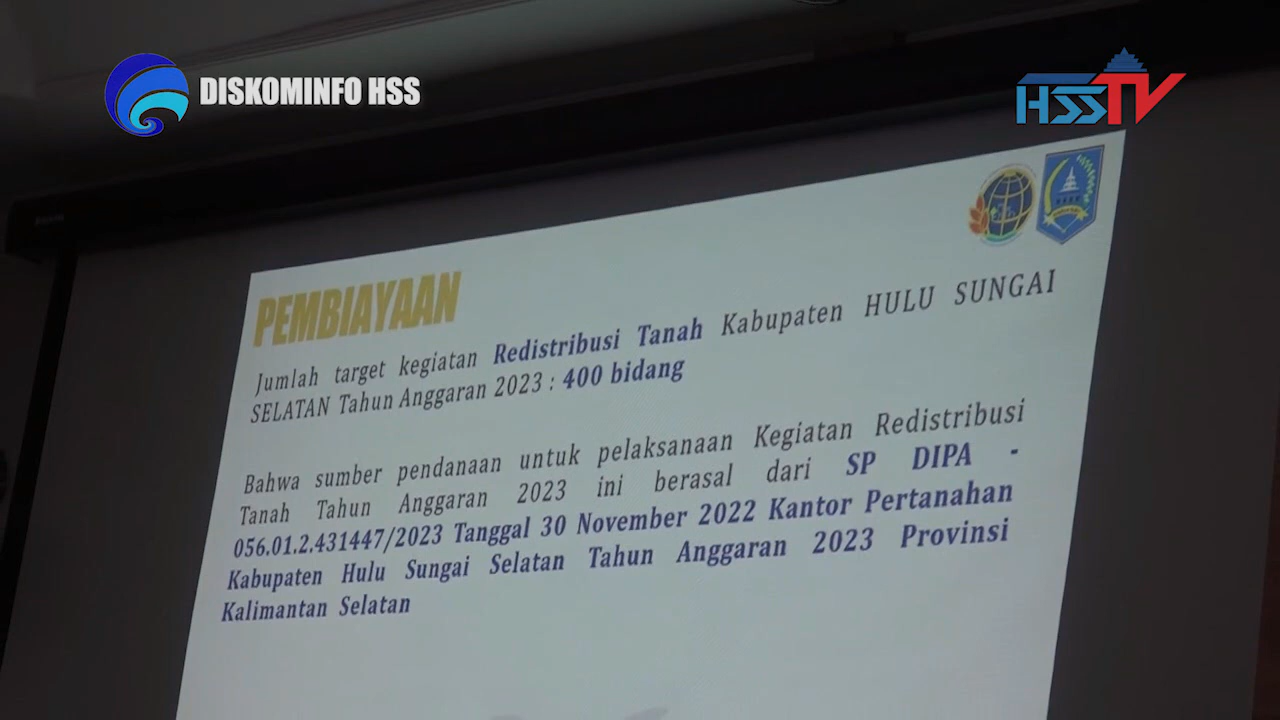 DISKOMINFO HSS
HSSTV
PEMBIAYAAN
Jumlah target kegiatan Redistribusi Tanah Kabupaten HULU SUNGAI
SELATAN Tahun Anggaran 2023 : 400 bidang
Bahwa sumber pendanaan untuk pelaksanaan Kegiatan Redistribusi
Tanah Tahun Anggaran 2023 ini berasal dari SP DIPA -
056.01.2.431447/2023 Tanggal 30 November 2022 Kantor Pertanahan
Kabupaten Hulu Sungai Selatan Tahun Anggaran 2023 Provinsi
Kalimantan Selatan